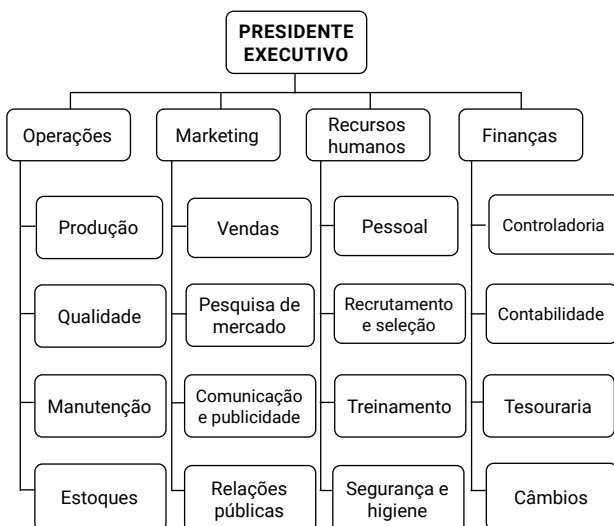 PRESIDENTE
EXECUTIVO
Operações
Marketing
Recursos
humanos
Finanças
Produção
Vendas
Pessoal
Controladoria
Qualidade
Pesquisa de
mercado
Recrutamento
e seleção
Contabilidade
Manutenção
Comunicação
e publicidade
Treinamento
Tesouraria
Estoques
Relações
públicas
Segurança e
higiene
Câmbios